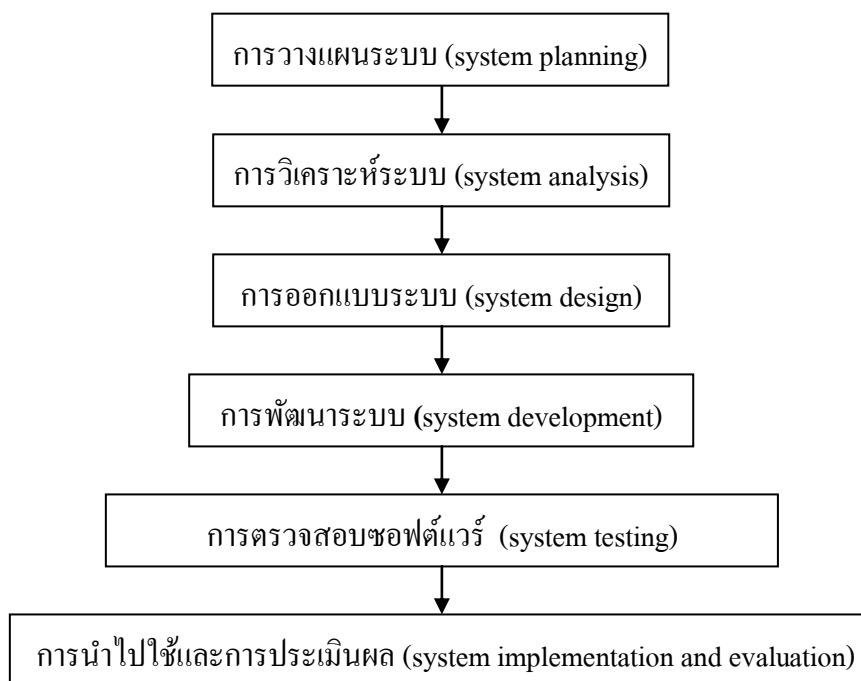 การวางแผนระบบ (system planning)
การวิเคราะห์ระบบ (system analysis)
การออกแบบระบบ (system design)
การพัฒนาระบบ (system development)
การตรวจสอบซอฟต์แวร์ (system testing)
การนำไปใช้และการประเมินผล (system implementation and evaluation)